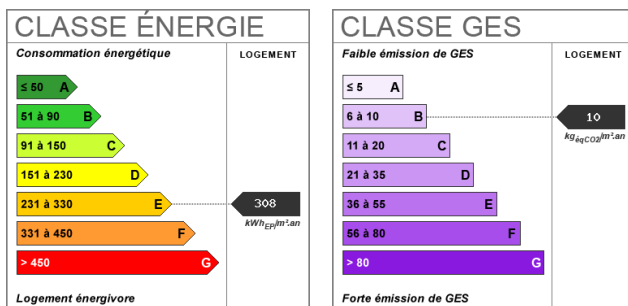 CLASSE ÉNERGIE
Consommation énergétique
LOGEMENT
≤ 50 A
51 à 90 B
91 à 150 C
151 à 230 D
231 à 330 E
308
kWhEP/m².an
331 à 450 F
> 450 G
Logement énergivore
CLASSE GES
Faible émission de GES
LOGEMENT
≤ 5 A
6 à 10 B
10
kgéqCO2/m².an
11 à 20 C
21 à 35 D
36 à 55 E
56 à 80 F
> 80 G
Forte émission de GES